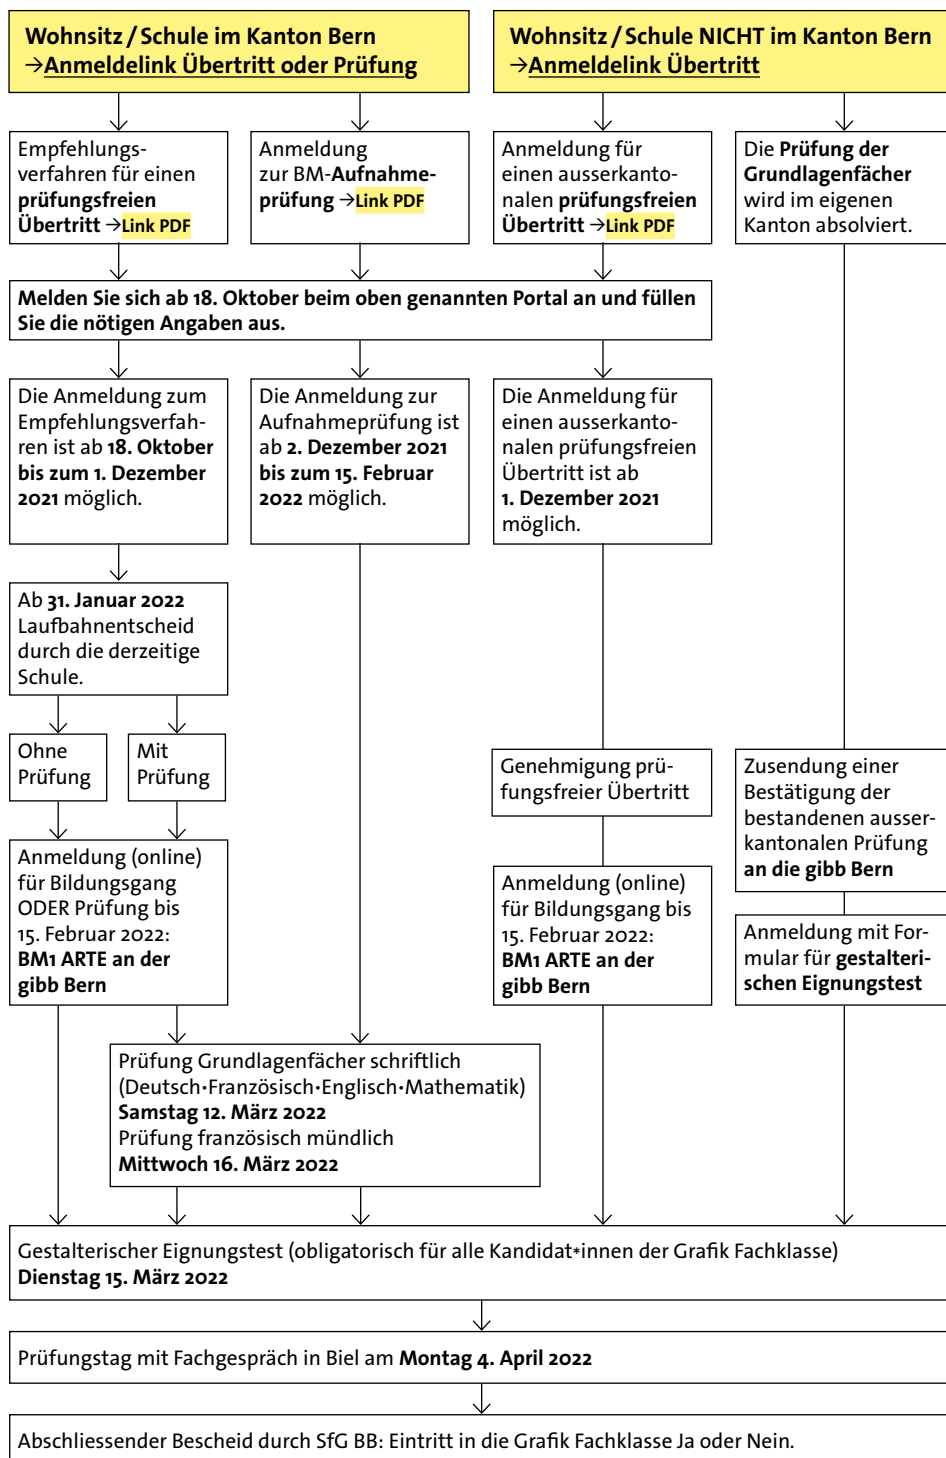 Wohnsitz/Schule im Kanton Bern
→Anmeldelink Übertritt oder Prüfung
Wohnsitz/Schule NICHT im Kanton Bern
→Anmeldelink Übertritt
Empfehlungs-
verfahren für einen
prüfungsfreien
Übertritt →Link PDF
Anmeldung
zur BM-Aufnahme-
prüfung →Link PDF
Anmeldung für
einen ausserkanto-
nalen prüfungsfreien
Übertritt →Link PDF
Die Prüfung der
Grundlagenfächer
wird im eigenen
Kanton absolviert.
Melden Sie sich ab 18. Oktober beim oben genannten Portal an und füllen
Sie die nötigen Angaben aus.
Die Anmeldung zum
Empfehlungsverfah-
ren ist ab 18. Oktober
bis zum 1. Dezember
2021 möglich.
Die Anmeldung zur
Aufnahmeprüfung ist
ab 2. Dezember 2021
bis zum 15. Februar
2022 möglich.
Die Anmeldung für
einen ausserkanto-
nalen prüfungsfreien
Übertritt ist ab
1. Dezember 2021
möglich.
Ab 31. Januar 2022
Laufbahnentscheid
durch die derzeitige
Schule.
Ohne
Prüfung
Mit
Prüfung
Genehmigung prü-
fungsfreier Übertritt
Zusendung einer
Bestätigung der
bestandenen ausser-
kantonalen Prüfung
an die gibb Bern
Anmeldung (online)
für Bildungsgang
ODER Prüfung bis
15. Februar 2022:
BM1 ARTE an der
gibb Bern
Anmeldung (online)
für Bildungsgang bis
15. Februar 2022:
BM1 ARTE an der
gibb Bern
Anmeldung mit For-
mular für gestalteri-
schen Eignungstest
Prüfung Grundlagenfächer schriftlich
(Deutsch·Französisch·Englisch·Mathematik)
Samstag 12. März 2022
Prüfung französisch mündlich
Mittwoch 16. März 2022
Gestalterischer Eignungstest (obligatorisch für alle Kandidat*innen der Grafik Fachklasse)
Dienstag 15. März 2022
Prüfungstag mit Fachgespräch in Biel am Montag 4. April 2022
Abschliessender Bescheid durch SfG BB: Eintritt in die Grafik Fachklasse Ja oder Nein.